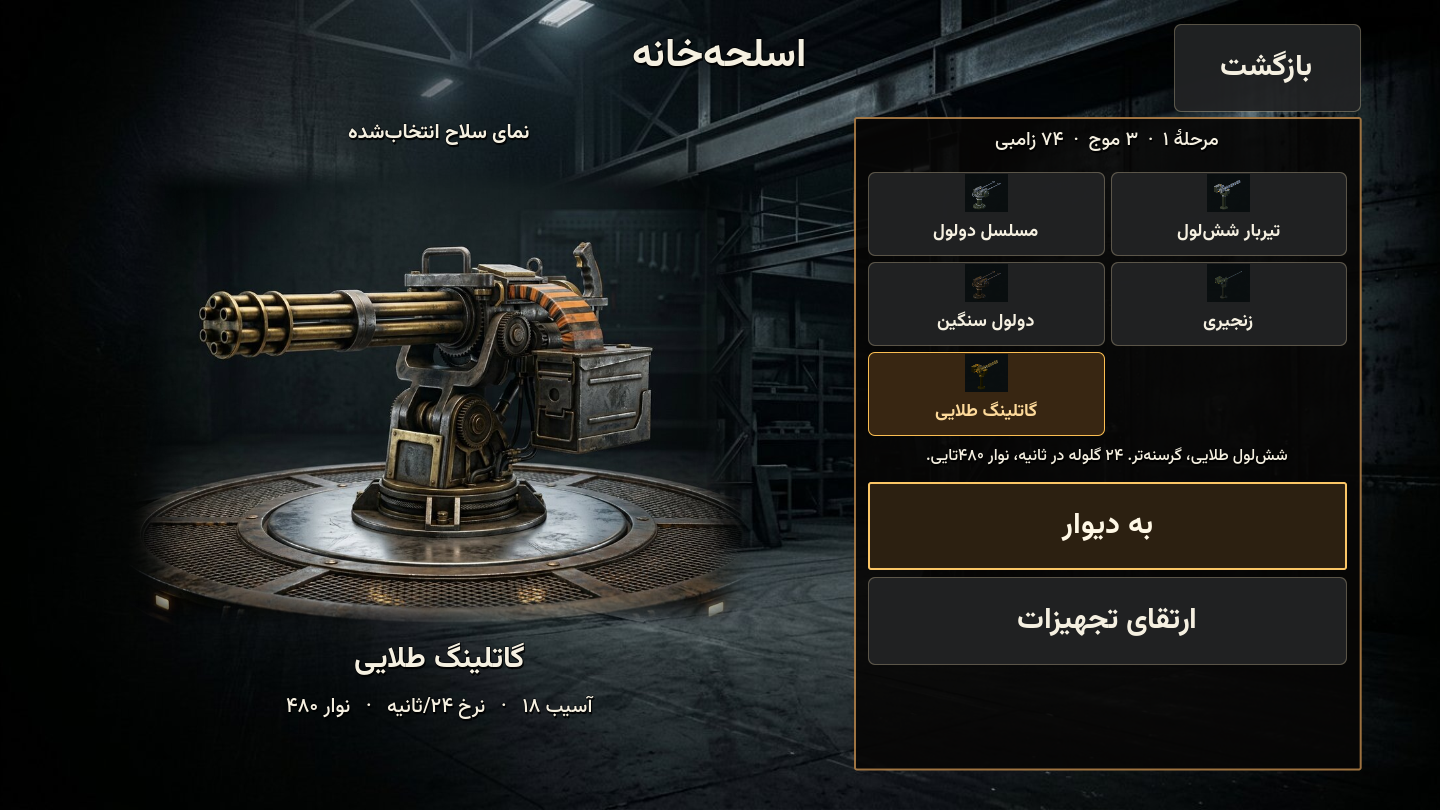 اسلحه‌خانه
بازگشت
نمای سلاح انتخاب‌شده
مرحلهٔ ۱ · ۳ موج · ۷۴ زامبی
تیربار شش‌لول
مسلسل دولول
زنجیری
دولول سنگین
گاتلینگ طلایی
شش‌لول طلایی، گرسنه‌تر. ۲۴ گلوله در ثانیه، نوار ۴۸۰تایی.
به دیوار
ارتقای تجهیزات
گاتلینگ طلایی
آسیب ۱۸ · نرخ ۲۴/ثانیه · نوار ۴۸۰